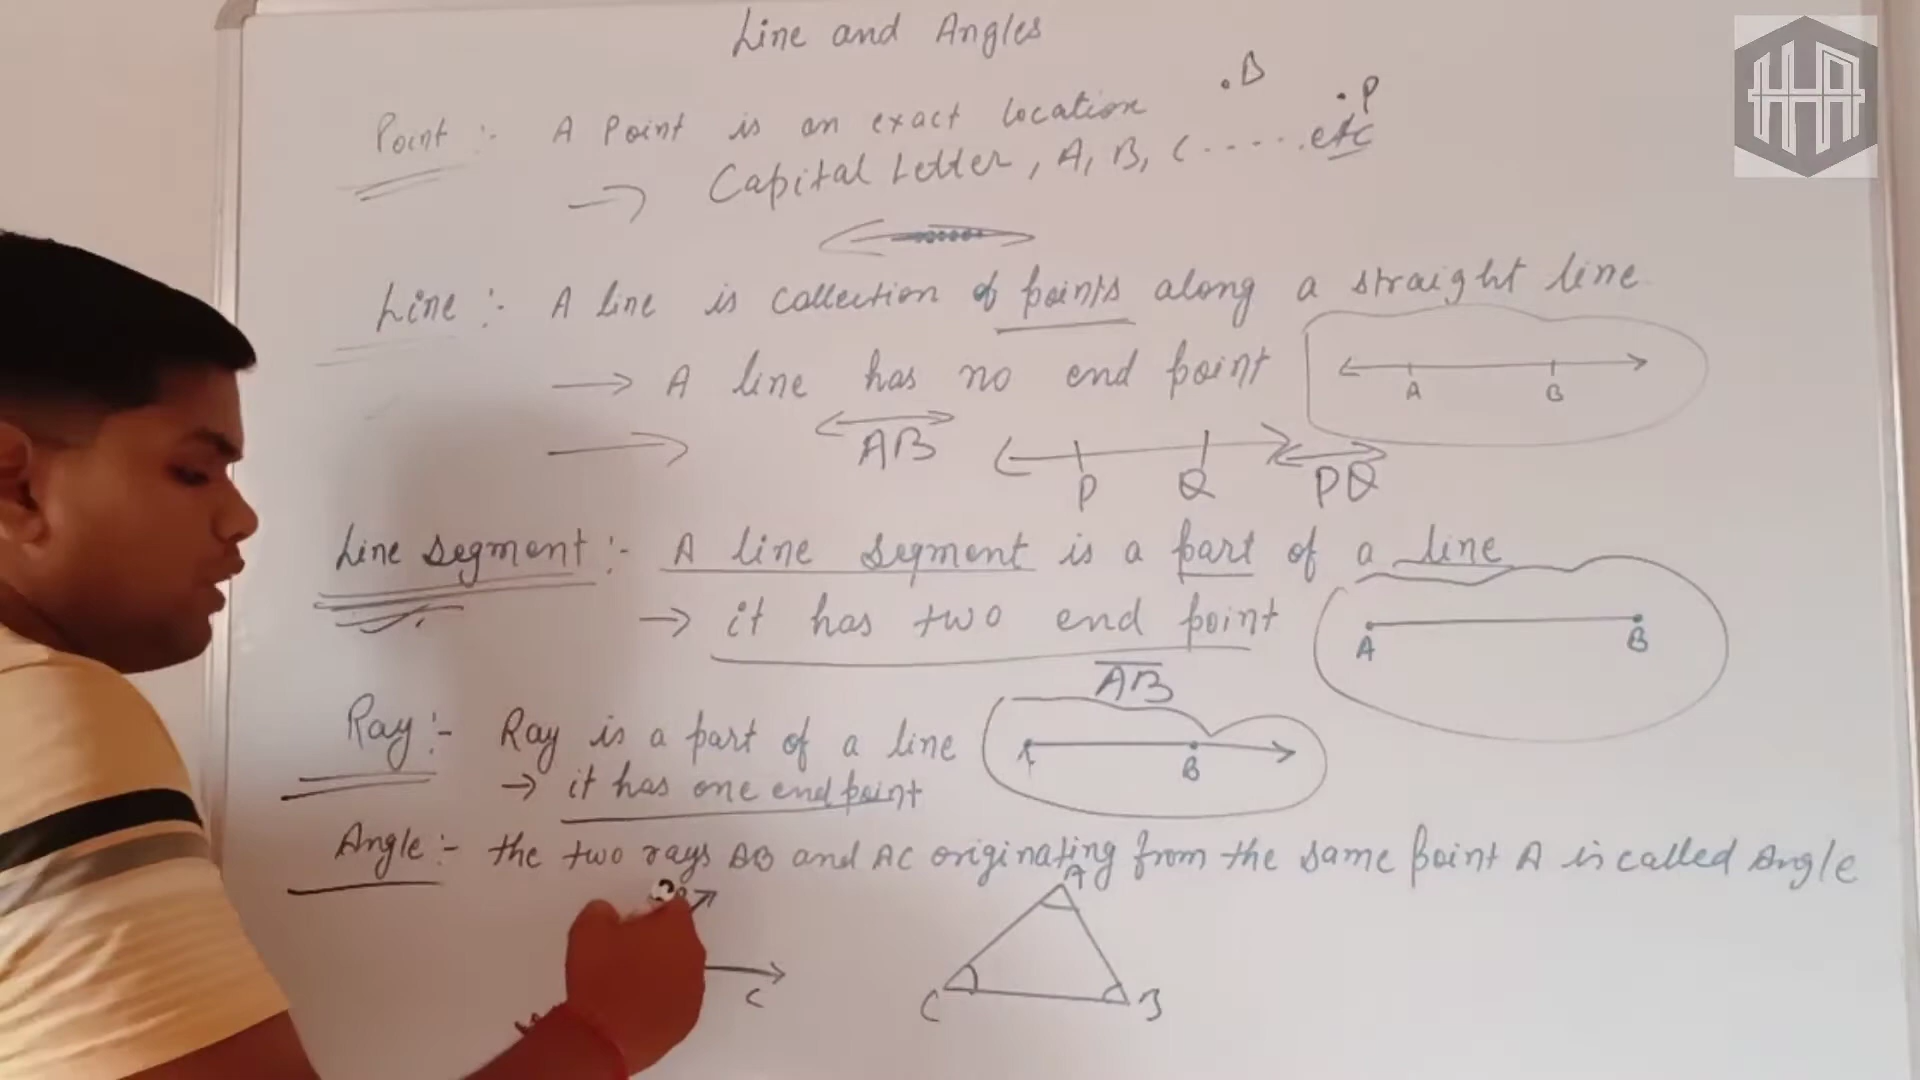 Line and Angles
Point :- A Point is an exact location
. B
. P
→ Capital Letter, A, B, C ...... etc
Line :- A line is collection of points along a straight line
→ A line has no end point
A B
→ AB
P Q
PQ
Line segment :- A line segment is a part of a line
→ it has two end point
A B
AB
Ray :- Ray is a part of a line
B
→ it has one end point
Angle :- the two rays AB and AC originating from the same point A is called Angle
A
C
C B
HHA